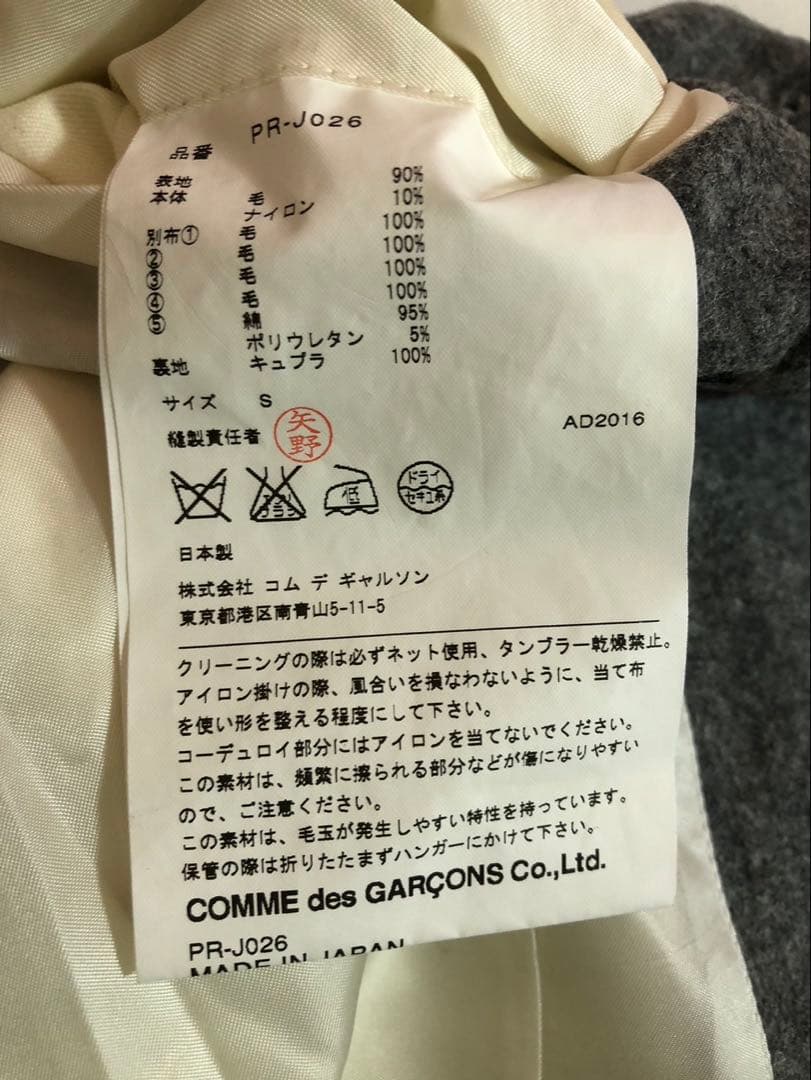 品番 PR-J026
表地
本体 毛 90%
ナイロン 10%
別布① 毛 100%
② 毛 100%
③ 毛 100%
④ 毛 100%
⑤ 綿 95%
ポリウレタン 5%
裏地 キュプラ 100%
サイズ S
縫製責任者 矢野 AD2016
低 ドライ セキユ系
日本製
株式会社 コム デ ギャルソン
東京都港区南青山5-11-5
クリーニングの際は必ずネット使用、タンブラー乾燥禁止。
アイロン掛けの際、風合いを損なわないように、当て布
を使い形を整える程度にして下さい。
コーデュロイ部分にはアイロンを当てないでください。
この素材は、頻繁に擦られる部分などが傷になりやすい
ので、ご注意ください。
この素材は、毛玉が発生しやすい特性を持っています。
保管の際は折りたたまずハンガーにかけて下さい。
COMME des GARÇONS Co.,Ltd.
PR-J026
MADE IN JAPAN